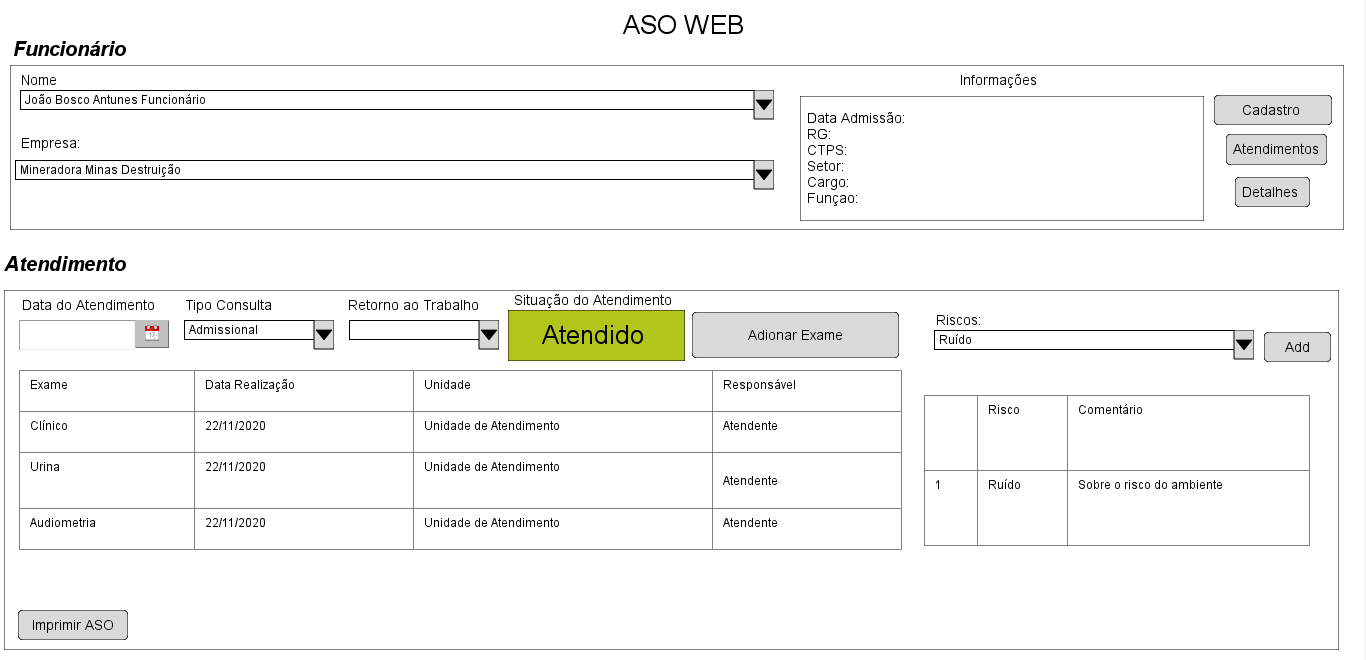 ASO WEB
Funcionário
Nome
João Bosco Antunes Funcionário
Empresa:
Mineradora Minas Destruição
Informações
Data Admissão:
RG:
CTPS:
Setor:
Cargo:
Funçao:
Cadastro
Atendimentos
Detalhes
Atendimento
Data do Atendimento
Tipo Consulta
Admissional
Retorno ao Trabalho
Situação do Atendimento
Atendido
Adionar Exame
Riscos:
Ruído
Add
Exame Data Realização Unidade Responsável
Clínico 22/11/2020 Unidade de Atendimento Atendente
Urina 22/11/2020 Unidade de Atendimento Atendente
Audiometria 22/11/2020 Unidade de Atendimento Atendente
Risco Comentário
1 Ruído Sobre o risco do ambiente
Imprimir ASO